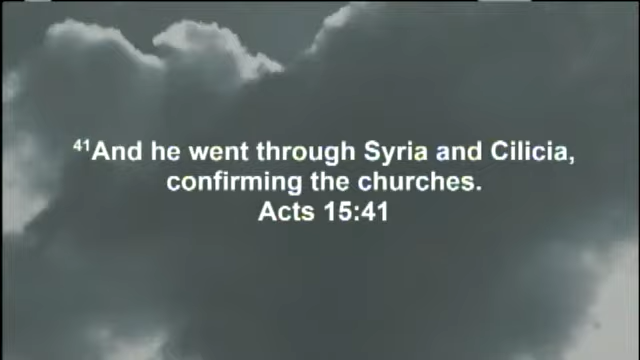 ⁴¹And he went through Syria and Cilicia,
confirming the churches.
Acts 15:41